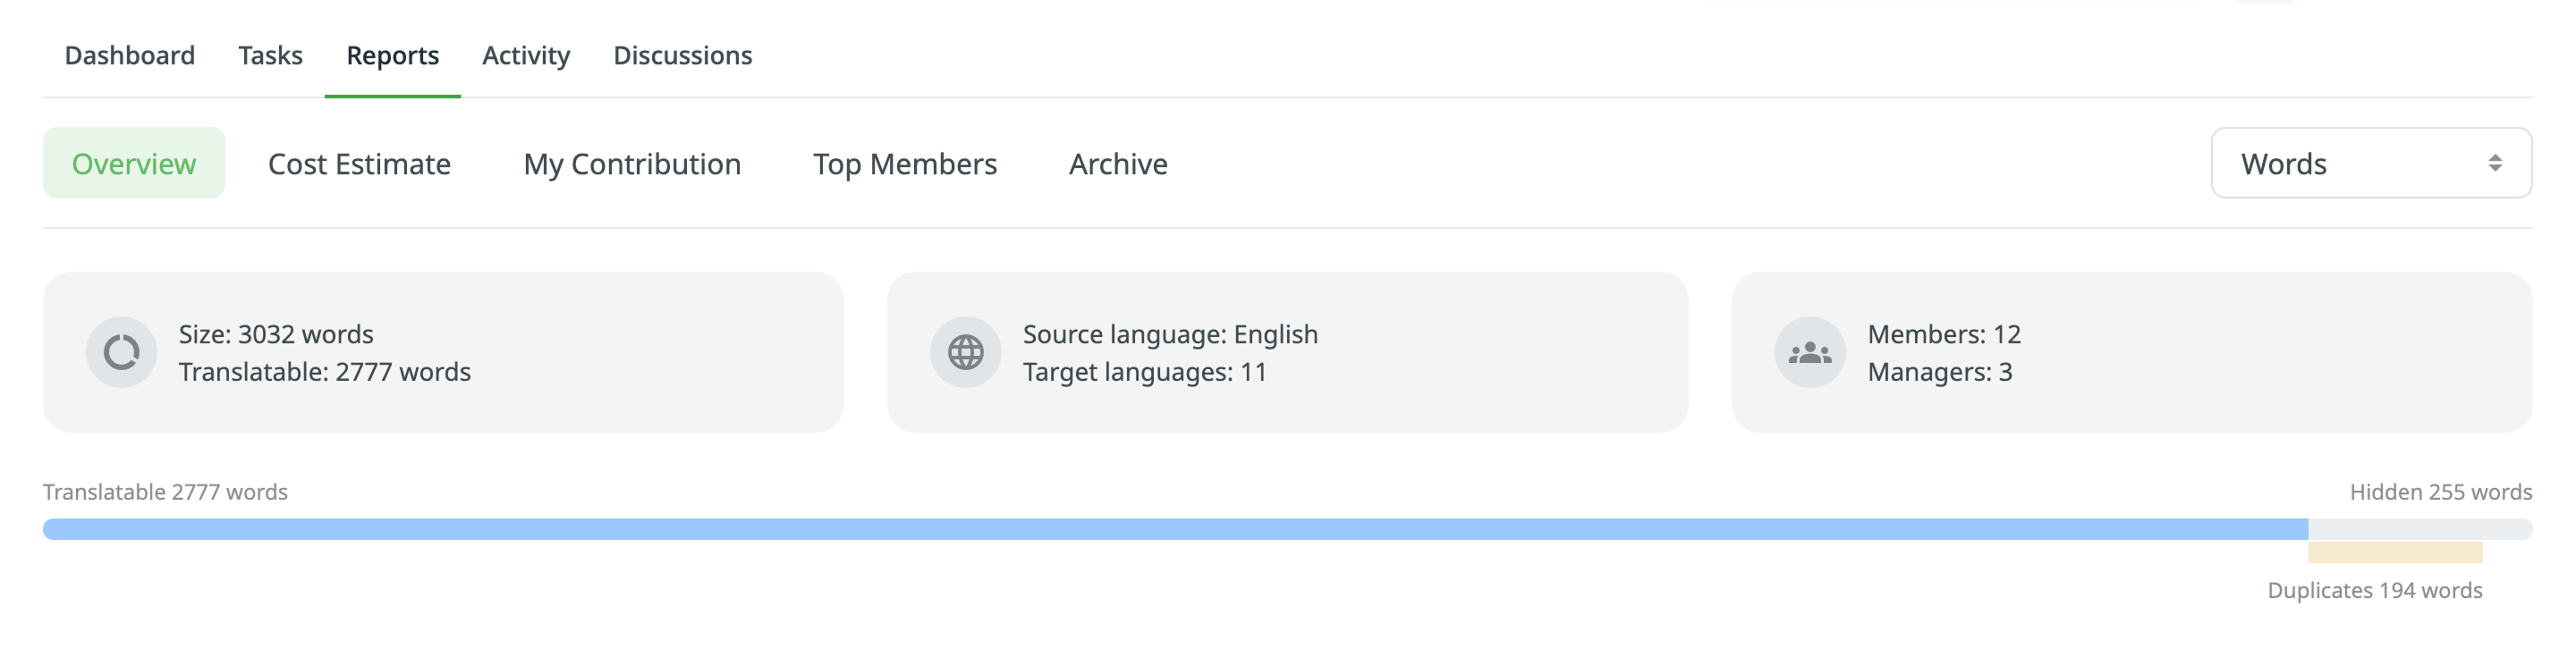 Dashboard Tasks Reports Activity Discussions
Overview Cost Estimate My Contribution Top Members Archive Words
Size: 3032 words
Translatable: 2777 words
Source language: English
Target languages: 11
Members: 12
Managers: 3
Translatable 2777 words
Hidden 255 words
Duplicates 194 words